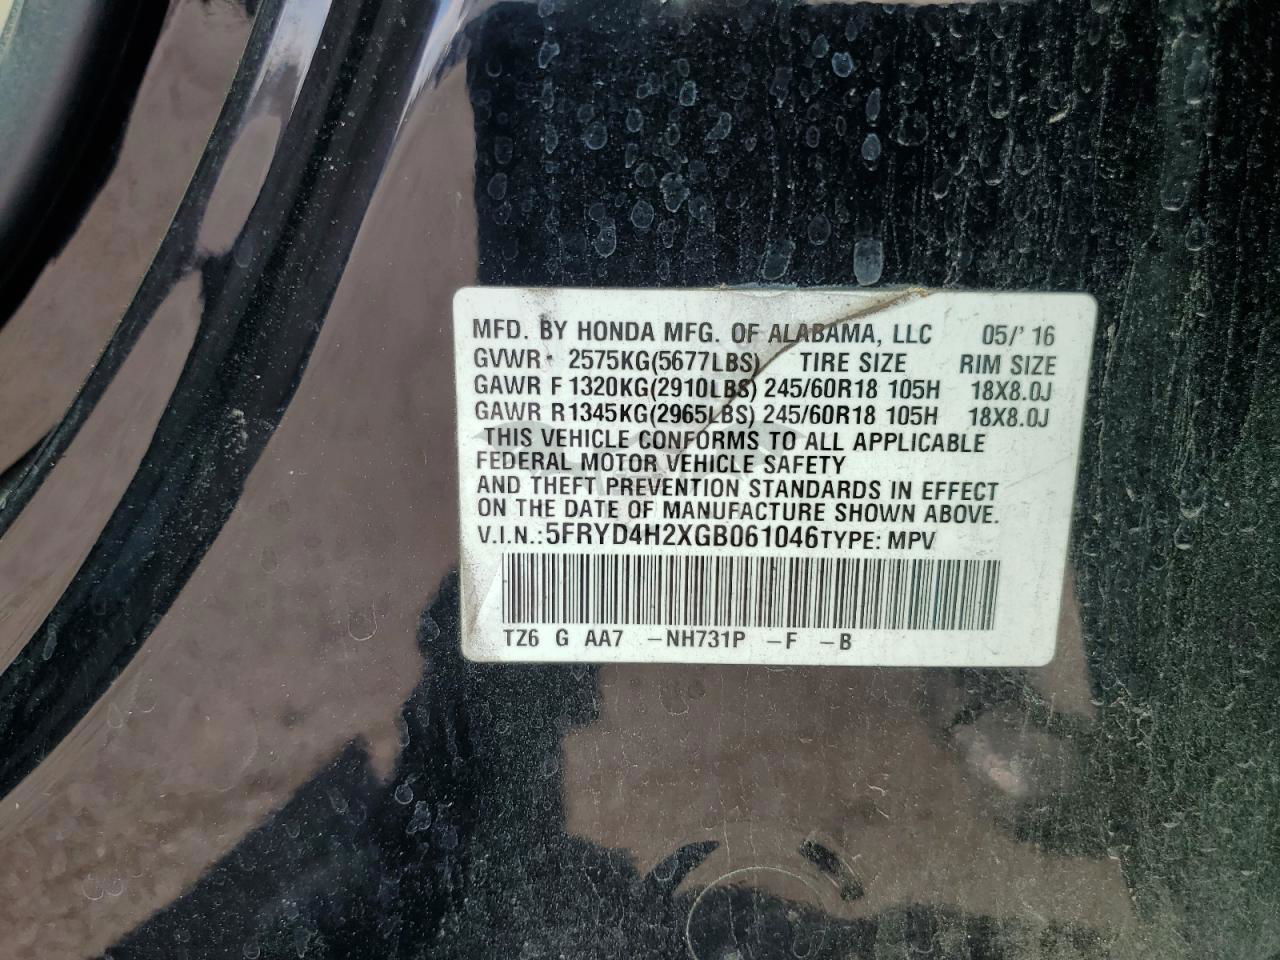 MFD. BY HONDA MFG. OF ALABAMA, LLC 05/'16
GVWR 2575KG(5677LBS) TIRE SIZE RIM SIZE
GAWR F 1320KG(2910LBS) 245/60R18 105H 18X8.0J
GAWR R1345KG(2965LBS) 245/60R18 105H 18X8.0J
THIS VEHICLE CONFORMS TO ALL APPLICABLE
FEDERAL MOTOR VEHICLE SAFETY
AND THEFT PREVENTION STANDARDS IN EFFECT
ON THE DATE OF MANUFACTURE SHOWN ABOVE.
V.I.N.:5FRYD4H2XGB061046TYPE: MPV
TZ6 G AA7 –NH731P –F –B